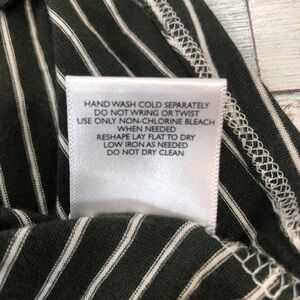 HAND WASH COLD SEPARATELY
DO NOT WRING OR TWIST
USE ONLY NON-CHLORINE BLEACH
WHEN NEEDED
RESHAPE LAY FLAT TO DRY
LOW IRON AS NEEDED
DO NOT DRY CLEAN